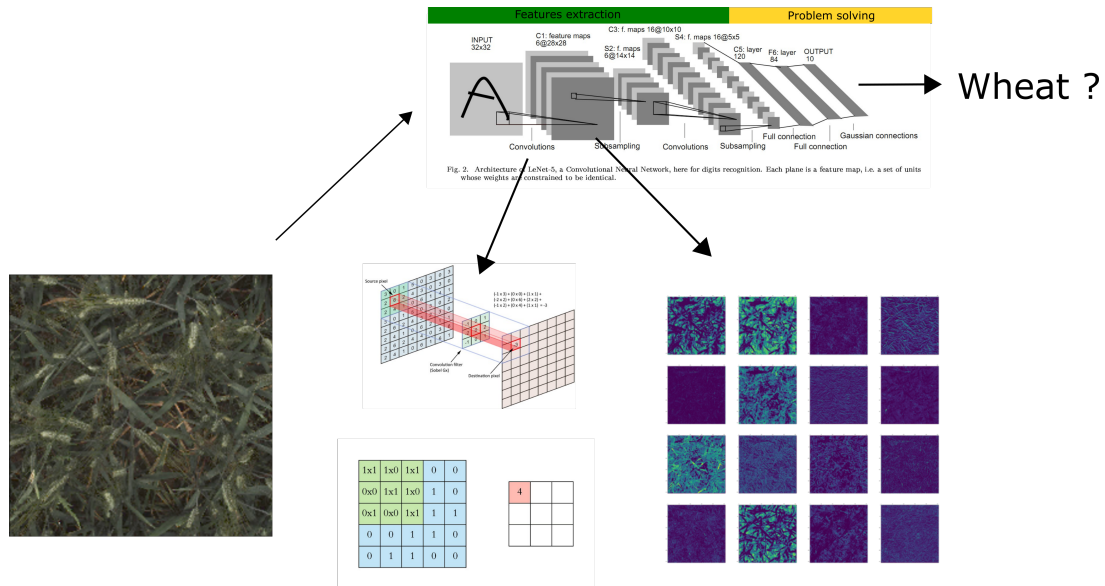 Features extraction
Problem solving
INPUT
32x32
C1: feature maps
6@28x28
S2: f. maps
6@14x14
C3: f. maps 16@10x10
S4: f. maps 16@5x5
C5: layer
120
F6: layer
84
OUTPUT
10
Convolutions
Subsampling
Convolutions
Subsampling
Full connection
Full connection
Gaussian connections
Fig. 2. Architecture of LeNet-5, a Convolutional Neural Network, here for digits recognition. Each plane is a feature map, i.e. a set of units
whose weights are constrained to be identical.
Wheat ?
Source pixel
Convolution filter
(Sobel Gx)
Destination pixel
1x1 1x0 1x1 0 0
0x0 1x1 1x0 1 0
0x1 0x0 1x1 1 1
0 0 1 1 0
0 1 1 0 0
4